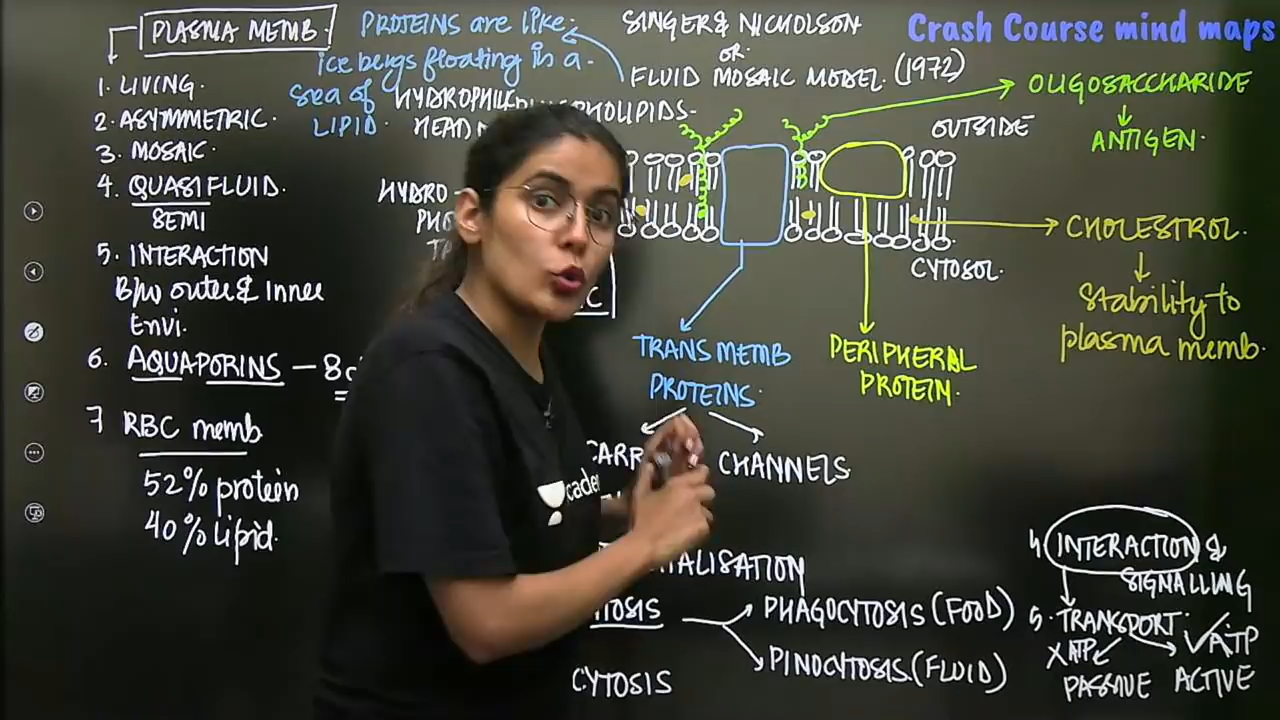 Crash Course mind maps
PLASMA MEMB.
1. LIVING.
2. ASYMMETRIC.
3. MOSAIC.
4. QUASI FLUID.
SEMI
5. INTERACTION
B/w outer & Inner
Envi.
6. AQUAPORINS -
7 RBC memb
52% protein
40% Lipid.
PROTEINS are like
ice bergs floating in a
sea of
LIPID.
SINGER & NICHOLSON
OR.
FLUID MOSAIC MODEL. (1972)
HEAD
HYDRO-
OLIGOSACCHARIDE
ANTIGEN.
OUTSIDE
CHOLESTROL.
Stability to
plasma memb.
CYTOSOL.
TRANS MEMB
PROTEINS.
PERIPHERAL
PROTEIN.
CHANNELS
PHAGOCYTOSIS (FOOD)
PINOCYTOSIS. (FLUID)
CYTOSIS
4 INTERACTION &
SIGNALLING
5. TRANSPORT.
X ATP
✓ATP
PASSIVE
ACTIVE